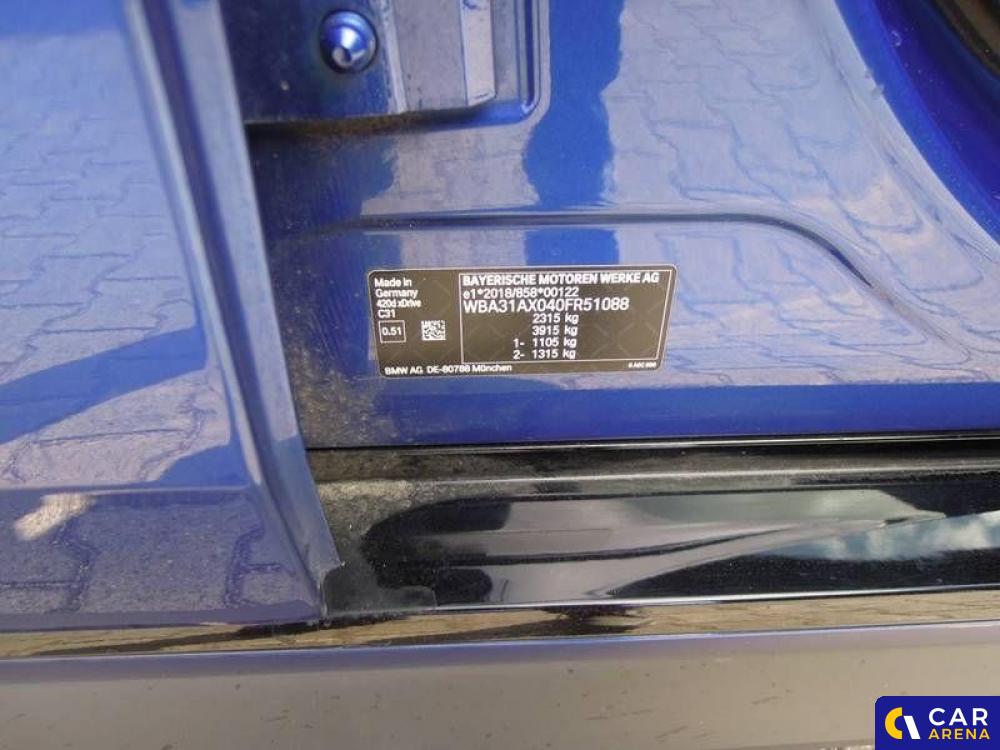 Made in
Germany
420d xDrive
C31
0.51
BAYERISCHE MOTOREN WERKE AG
e1*2018/858*00122
WBA31AX040FR51088
2315 kg
3915 kg
1- 1105 kg
2- 1315 kg
BMW AG DE-80788 München
CAR
ARENA